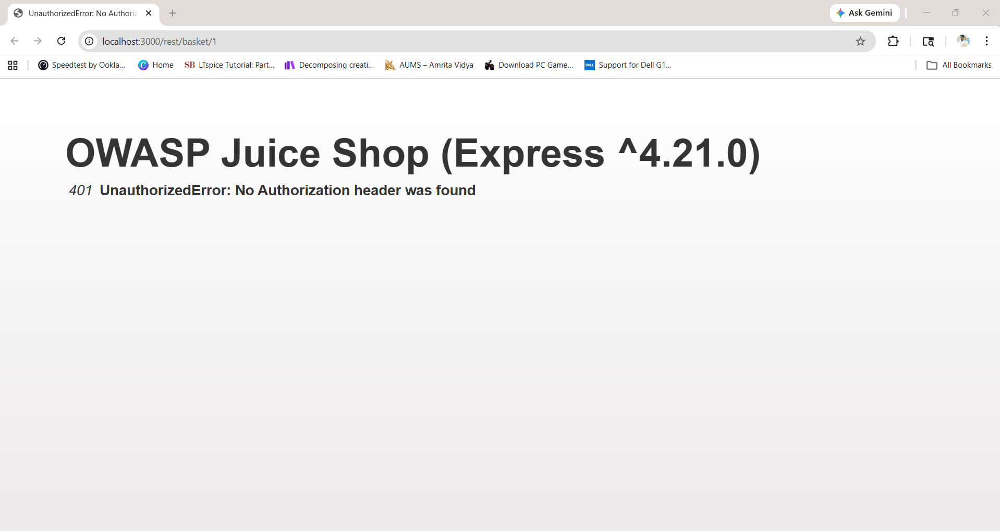 UnauthorizedError: No Authoriz
Ask Gemini
localhost:3000/rest/basket/1
Speedtest by Ookla... Home SB LTspice Tutorial: Part... Decomposing creati... AUMS – Amrita Vidya Download PC Game... DELL Support for Dell G1... All Bookmarks
OWASP Juice Shop (Express ^4.21.0)
401 UnauthorizedError: No Authorization header was found